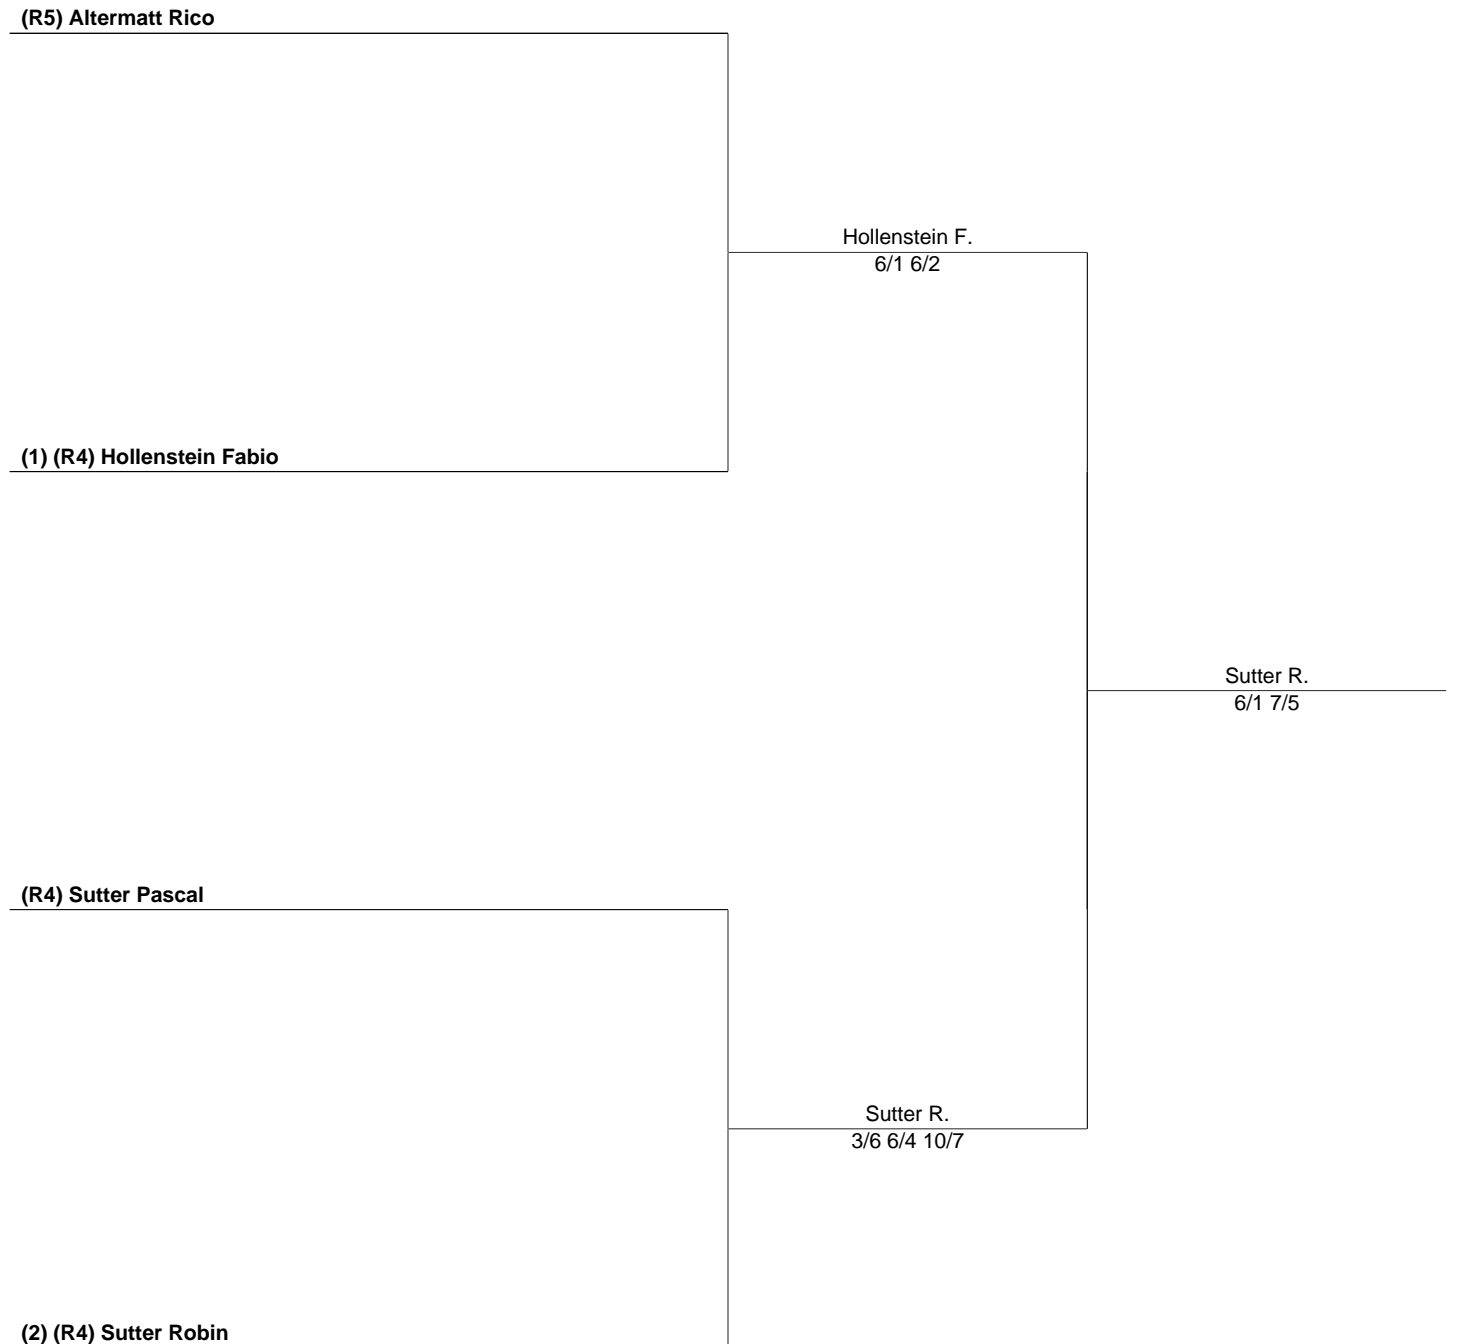 (R5) Altermatt Rico
Hollenstein F.
6/1 6/2
(1) (R4) Hollenstein Fabio
Sutter R.
6/1 7/5
(R4) Sutter Pascal
Sutter R.
3/6 6/4 10/7
(2) (R4) Sutter Robin